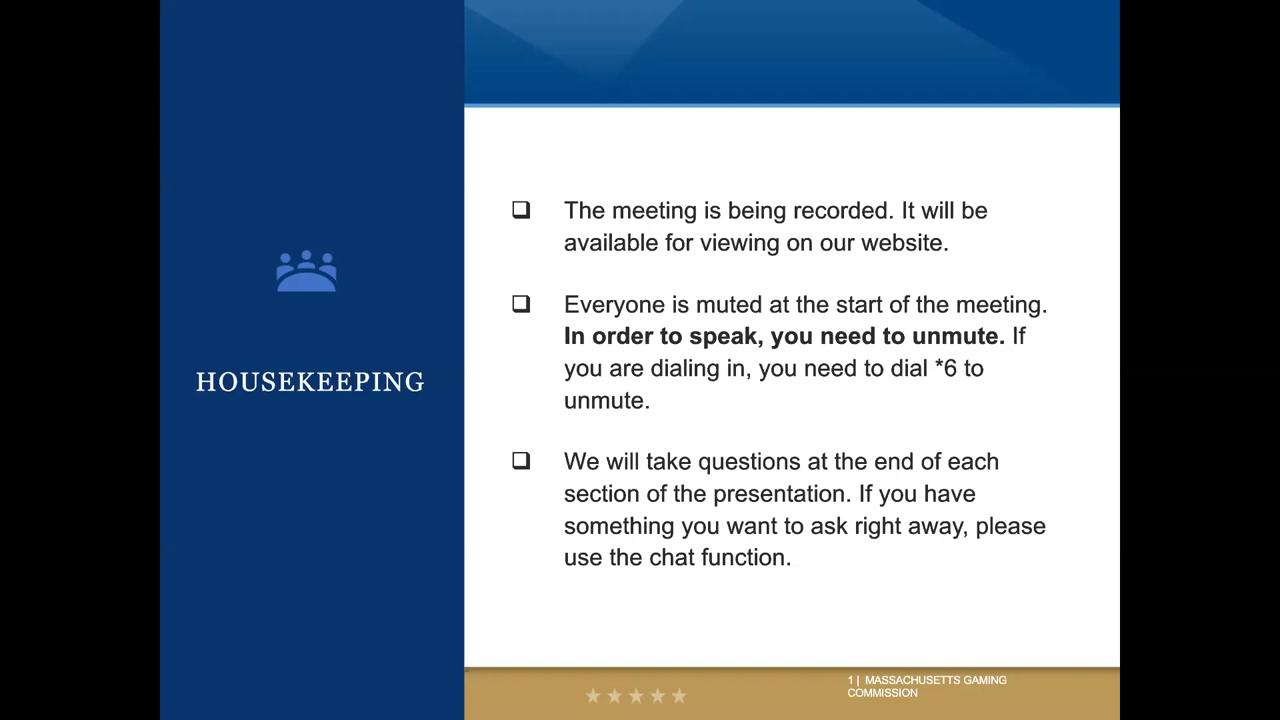 HOUSEKEEPING
The meeting is being recorded. It will be
available for viewing on our website.
Everyone is muted at the start of the meeting.
In order to speak, you need to unmute. If
you are dialing in, you need to dial *6 to
unmute.
We will take questions at the end of each
section of the presentation. If you have
something you want to ask right away, please
use the chat function.
1 | MASSACHUSETTS GAMING
COMMISSION